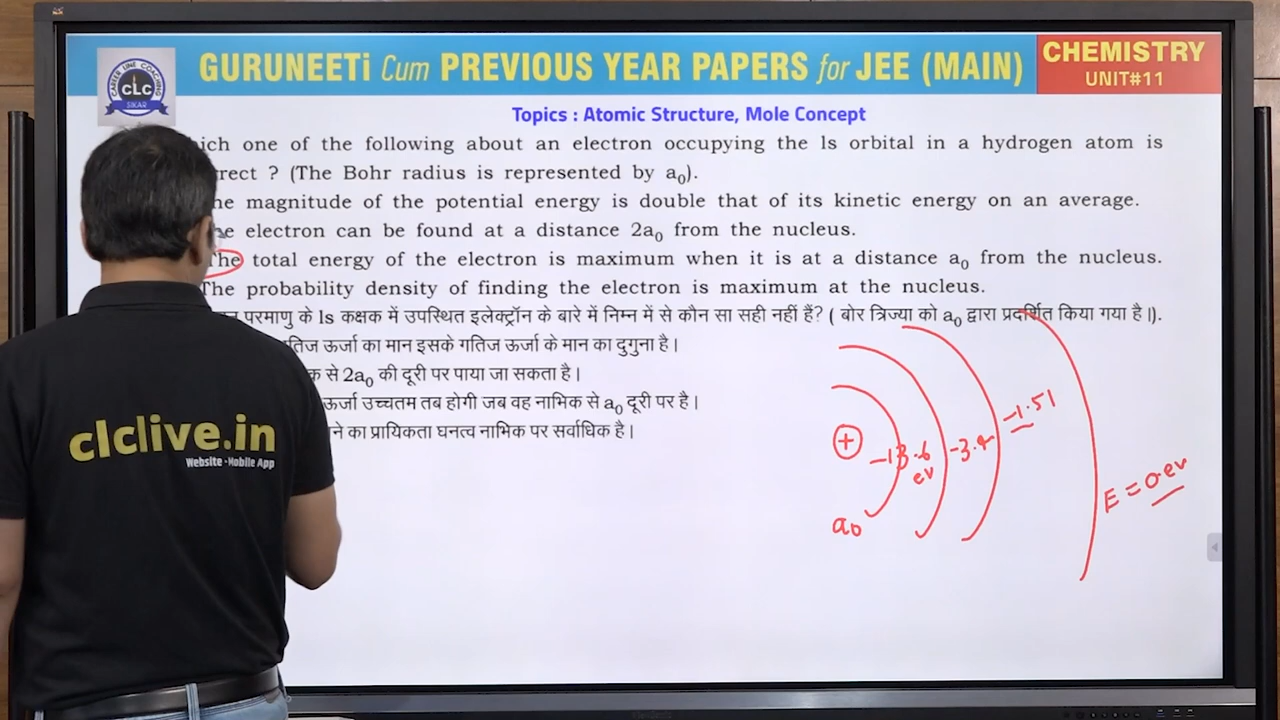 GURUNEETi Cum PREVIOUS YEAR PAPERS for JEE (MAIN)
CHEMISTRY
UNIT#11
CLC
SIKAR
Topics : Atomic Structure, Mole Concept
one of the following about an electron occupying the ls orbital in a hydrogen atom is
? (The Bohr radius is represented by a₀).
magnitude of the potential energy is double that of its kinetic energy on an average.
electron can be found at a distance 2a₀ from the nucleus.
The total energy of the electron is maximum when it is at a distance a₀ from the nucleus.
The probability density of finding the electron is maximum at the nucleus.
परमाणु के ls कक्षक में उपस्थित इलेक्ट्रॉन के बारे में निम्न में से कौन सा सही नहीं हैं? ( बोर त्रिज्या को a₀ द्वारा प्रदर्शित किया गया है।).
ऊर्जा का मान इसके गतिज ऊर्जा के मान का दुगुना है।
से 2a₀ की दूरी पर पाया जा सकता है।
ऊर्जा उच्चतम तब होगी जब वह नाभिक से a₀ दूरी पर है।
का प्रायिकता घनत्व नाभिक पर सर्वाधिक है।
+
-13.6
ev
-3.4
-1.51
E = 0 ev
a₀
clclive.in
Website - Mobile App